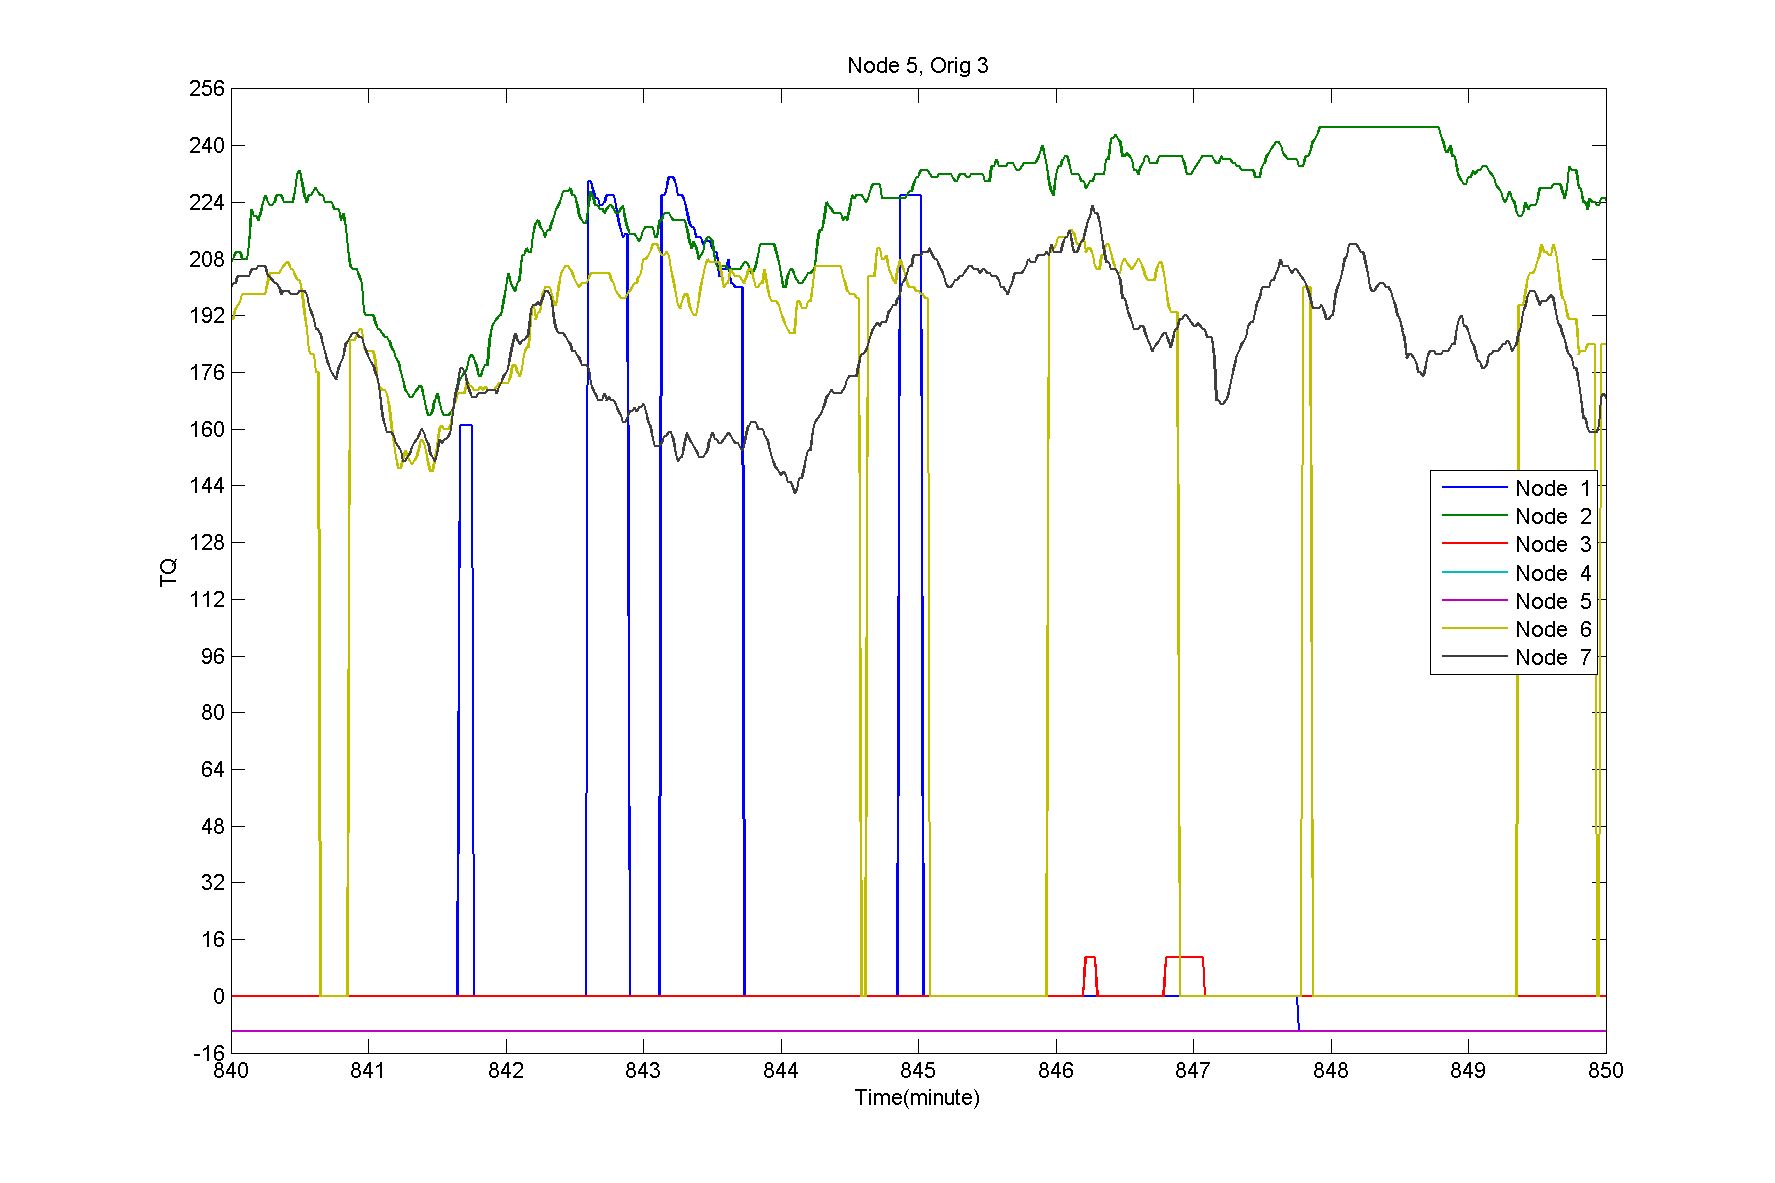 Node 5, Orig 3
256
240
224
208
192
176
160
144
128
112
96
80
64
48
32
16
0
-16
TQ
Node 1
Node 2
Node 3
Node 4
Node 5
Node 6
Node 7
840 841 842 843 844 845 846 847 848 849 850
Time(minute)